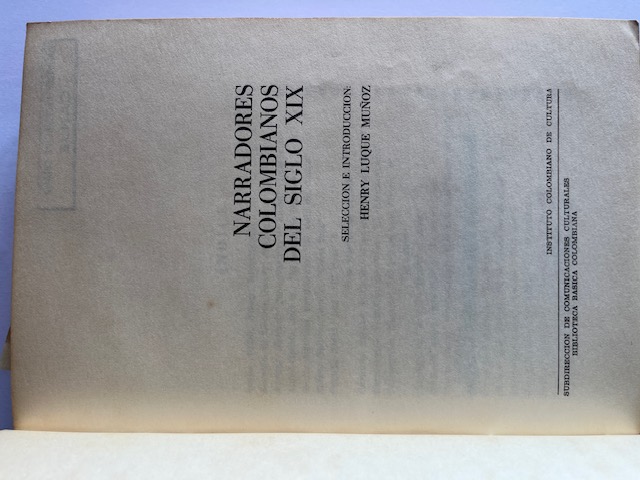 NARRADORES
COLOMBIANOS
DEL SIGLO XIX
SELECCION E INTRODUCCION:
HENRY LUQUE MUÑOZ
INSTITUTO COLOMBIANO DE CULTURA
SUBDIRECCION DE COMUNICACIONES CULTURALES
BIBLIOTECA BASICA COLOMBIANA